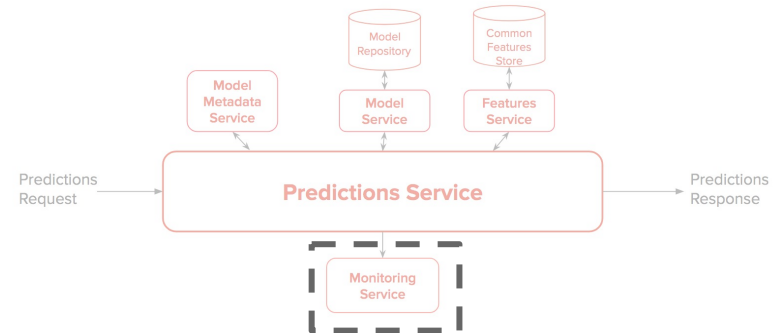 Model
Repository
Common
Features
Store
Model
Metadata
Service
Model
Service
Features
Service
Predictions
Request
Predictions Service
Predictions
Response
Monitoring
Service